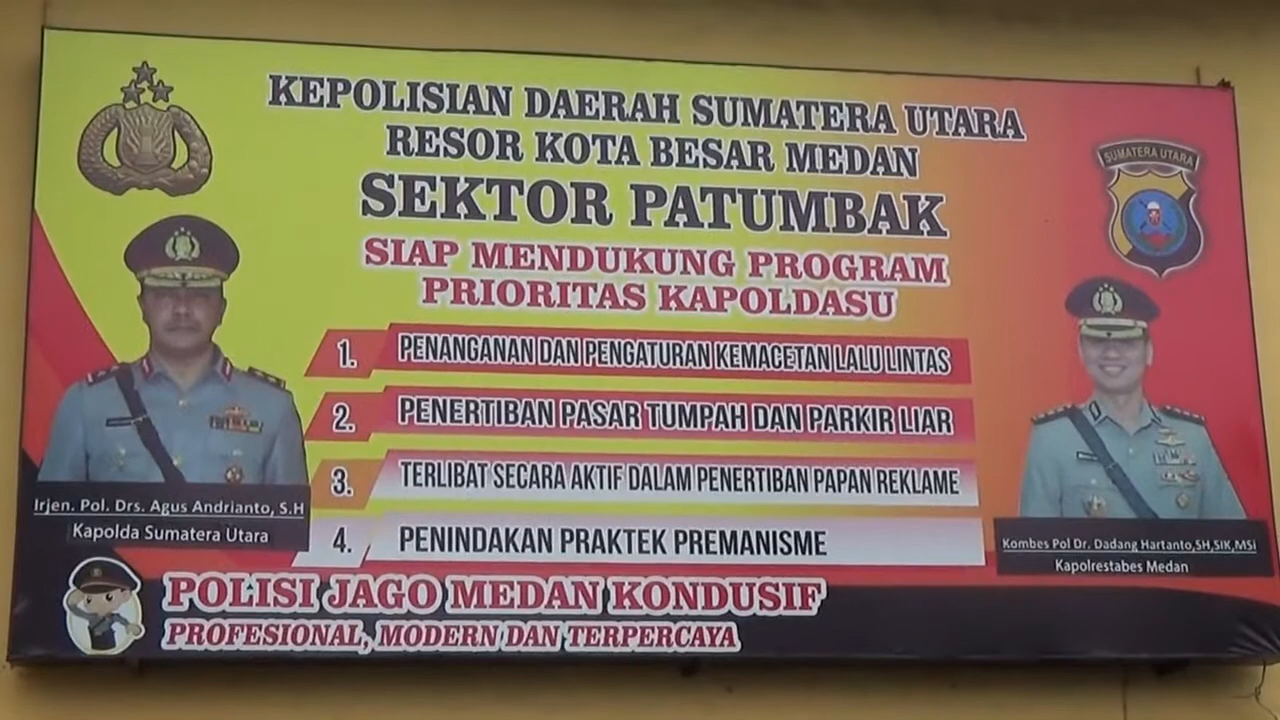 KEPOLISIAN DAERAH SUMATERA UTARA
RESOR KOTA BESAR MEDAN
SEKTOR PATUMBAK
SIAP MENDUKUNG PROGRAM
PRIORITAS KAPOLDASU
SUMATERA UTARA
1. PENANGANAN DAN PENGATURAN KEMACETAN LALU LINTAS
2. PENERTIBAN PASAR TUMPAH DAN PARKIR LIAR
3. TERLIBAT SECARA AKTIF DALAM PENERTIBAN PAPAN REKLAME
4. PENINDAKAN PRAKTEK PREMANISME
Irjen. Pol. Drs. Agus Andrianto, S.H
Kapolda Sumatera Utara
Kombes Pol Dr. Dadang Hartanto,SH,SIK,MSi
Kapolrestabes Medan
POLISI JAGO MEDAN KONDUSIF
PROFESIONAL, MODERN DAN TERPERCAYA